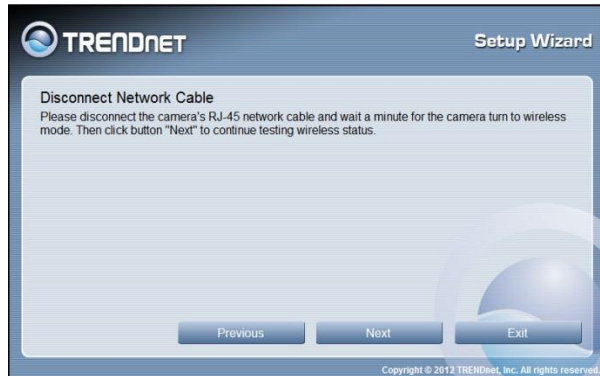 TRENDNET
Setup Wizard
Disconnect Network Cable
Please disconnect the camera's RJ-45 network cable and wait a minute for the camera turn to wireless
mode. Then click button "Next" to continue testing wireless status.
Previous
Next
Exit
Copyright © 2012 TRENDnet, Inc. All rights reserved.